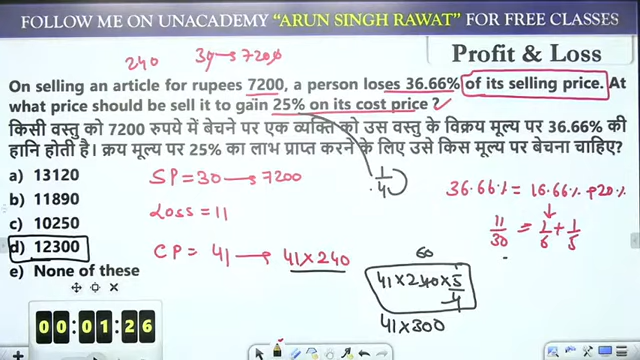 FOLLOW ME ON UNACADEMY “ARUN SINGH RAWAT” FOR FREE CLASSES
240 30 → 7200
Profit & Loss
On selling an article for rupees 7200, a person loses 36.66% of its selling price. At
what price should be sell it to gain 25% on its cost price ?
किसी वस्तु को 7200 रुपये में बेचने पर एक व्यक्ति को उस वस्तु के विक्रय मूल्य पर 36.66% की
हानि होती है। क्रय मूल्य पर 25% का लाभ प्राप्त करने के लिए उसे किस मूल्य पर बेचना चाहिए?
a) 13120
b) 11890
c) 10250
d) 12300
e) None of these
SP = 30 → 7200
Loss = 11
CP = 41 → 41×240
1/4
36.66% = 16.66% + 20%
11/30 = 1/6 + 1/5
60
41×240×5/4
41×300
00:01:26